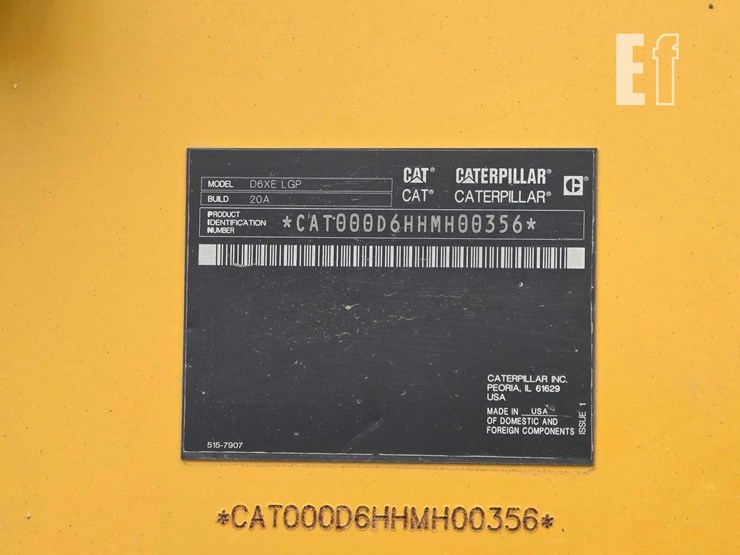 Ef
CAT® CATERPILLAR®
CAT® CATERPILLAR®
MODEL D6XE LGP
BUILD 20A
PRODUCT
IDENTIFICATION
NUMBER
*CAT000D6HHMH00356*
CATERPILLAR INC.
PEORIA, IL 61629
USA
MADE IN USA
OF DOMESTIC AND
FOREIGN COMPONENTS
ISSUE 1
515-7907
*CAT000D6HHMH00356*